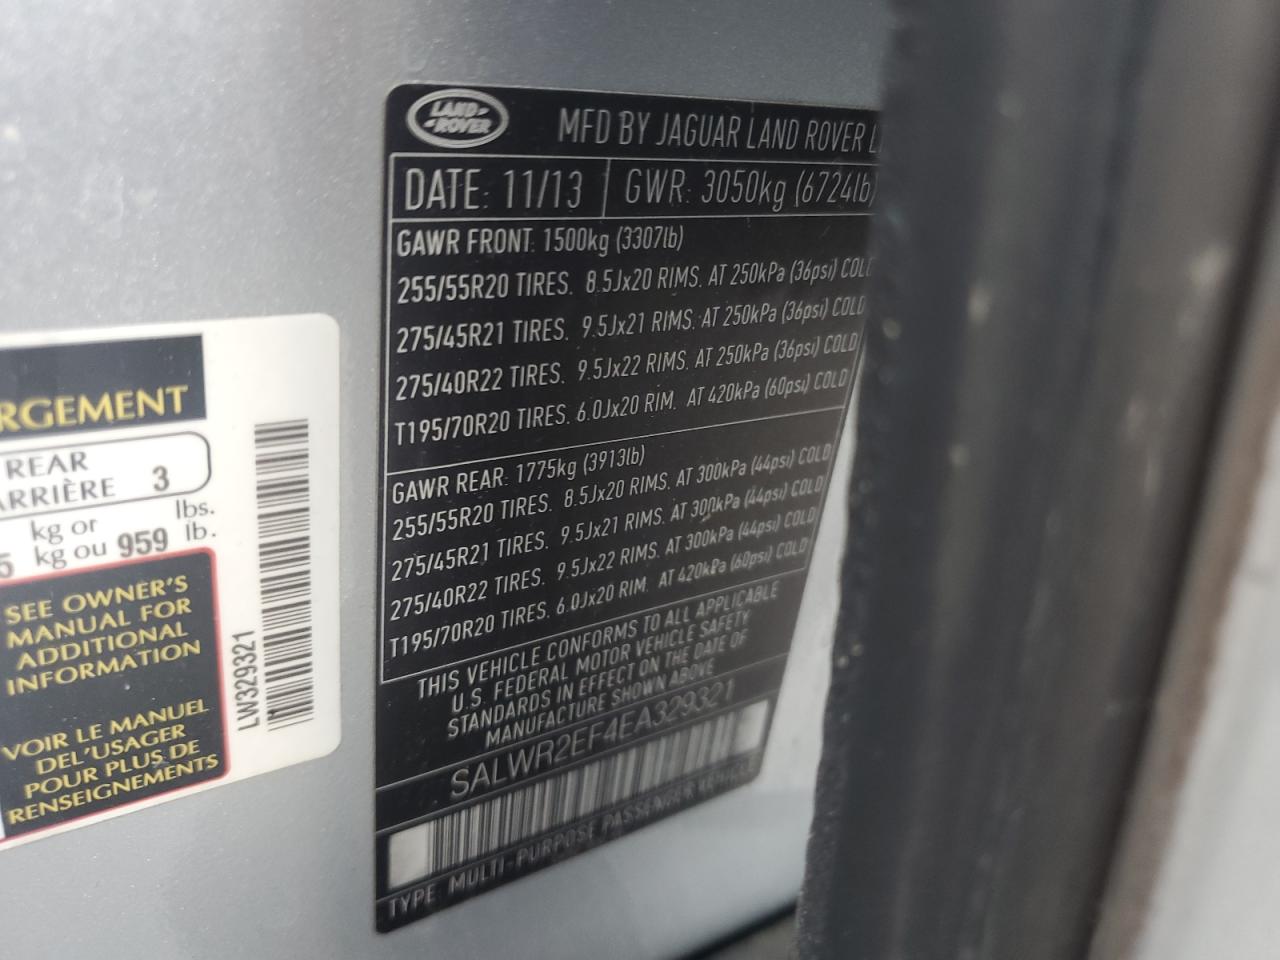 LAND ROVER
MFD BY JAGUAR LAND ROVER
DATE: 11/13 GWR: 3050kg (6724lb)
GAWR FRONT: 1500kg (3307lb)
255/55R20 TIRES. 8.5Jx20 RIMS. AT 250kPa (36psi) COL
275/45R21 TIRES. 9.5Jx21 RIMS. AT 250kPa (36psi) COLD
275/40R22 TIRES. 9.5Jx22 RIMS. AT 250kPa (36psi) COLD
T195/70R20 TIRES. 6.0Jx20 RIM. AT 420kPa (60psi) COLD
GAWR REAR: 1775kg (3913lb)
255/55R20 TIRES. 8.5Jx20 RIMS. AT 300kPa (44psi) COLD
275/45R21 TIRES. 9.5Jx21 RIMS. AT 300kPa (44psi) COLD
275/40R22 TIRES. 9.5Jx22 RIMS. AT 300kPa (44psi) COLD
T195/70R20 TIRES. 6.0Jx20 RIM. AT 420kPa (60psi) COLD
THIS VEHICLE CONFORMS TO ALL APPLICABLE
U.S. FEDERAL MOTOR VEHICLE SAFETY
STANDARDS IN EFFECT ON THE DATE OF
MANUFACTURE SHOWN ABOVE
SALWR2EF4EA329321
TYPE: MULTI-PURPOSE PASSENGER VEHICLE
RGEMENT
REAR
ARRIÈRE 3
kg or lbs.
5 kg ou 959 lb.
SEE OWNER'S
MANUAL FOR
ADDITIONAL
INFORMATION
VOIR LE MANUEL
DEL'USAGER
POUR PLUS DE
RENSEIGNEMENTS
LW329321